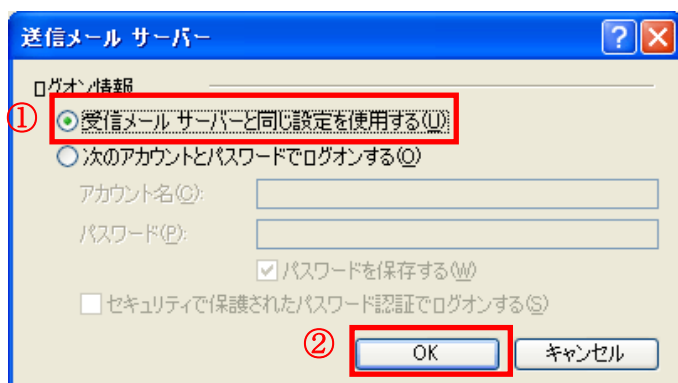 送信メール サーバー
ログオン情報
① 受信メール サーバーと同じ設定を使用する(U)
次のアカウントとパスワードでログオンする(O)
アカウント名(C):
パスワード(P):
パスワードを保存する(W)
セキュリティで保護されたパスワード認証でログオンする(S)
② OK キャンセル